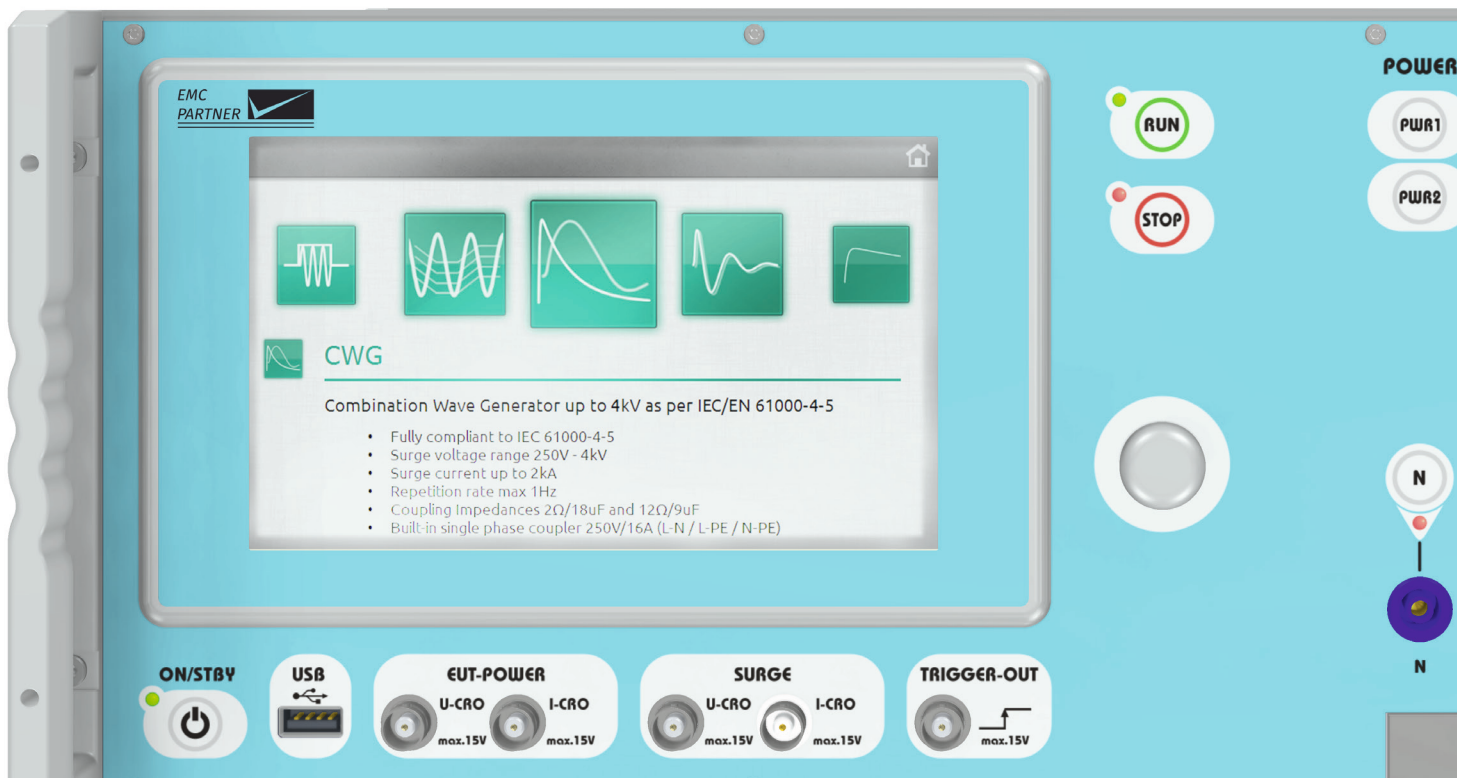 EMC
PARTNER
POWER
RUN
PWR1
PWR2
STOP
CWG
Combination Wave Generator up to 4kV as per IEC/EN 61000-4-5
• Fully compliant to IEC 61000-4-5
• Surge voltage range 250V - 4kV
• Surge current up to 2kA
• Repetition rate max 1Hz
• Coupling Impedances 2Ω/18uF and 12Ω/9uF
• Built-in single phase coupler 250V/16A (L-N / L-PE / N-PE)
N
N
ON/STBY
USB
EUT-POWER
U-CRO
max.15V
I-CRO
max.15V
SURGE
U-CRO
max.15V
I-CRO
max.15V
TRIGGER-OUT
max.15V